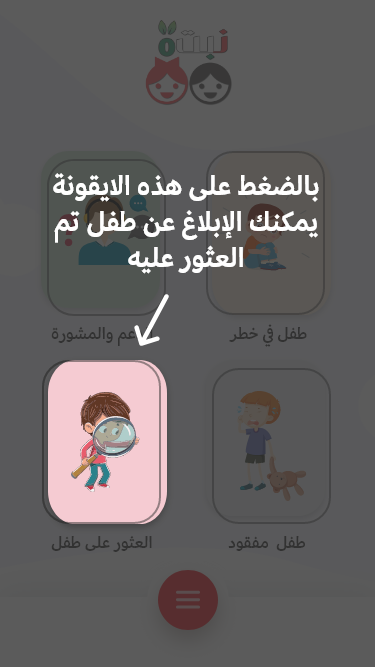 نبتة
بالضغط على هذه الايقونة
يمكنك الإبلاغ عن طفل تم
العثور عليه
طفل في خطر
عم والمشورة
العثور على طفل
طفل مفقود